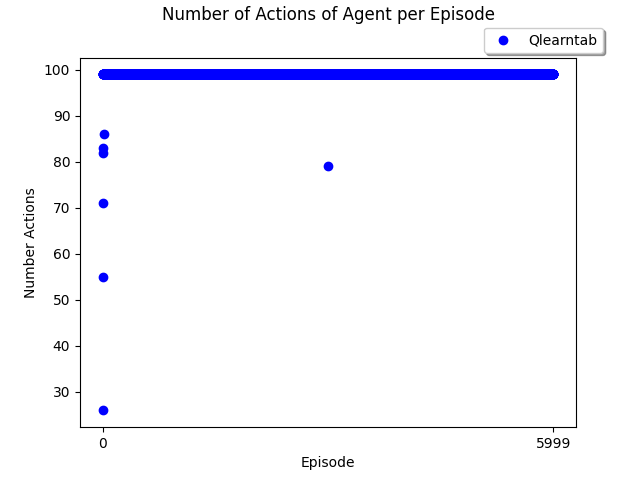 Number of Actions of Agent per Episode
Qlearntab
100
90
80
70
60
50
40
30
Number Actions
0 5999
Episode